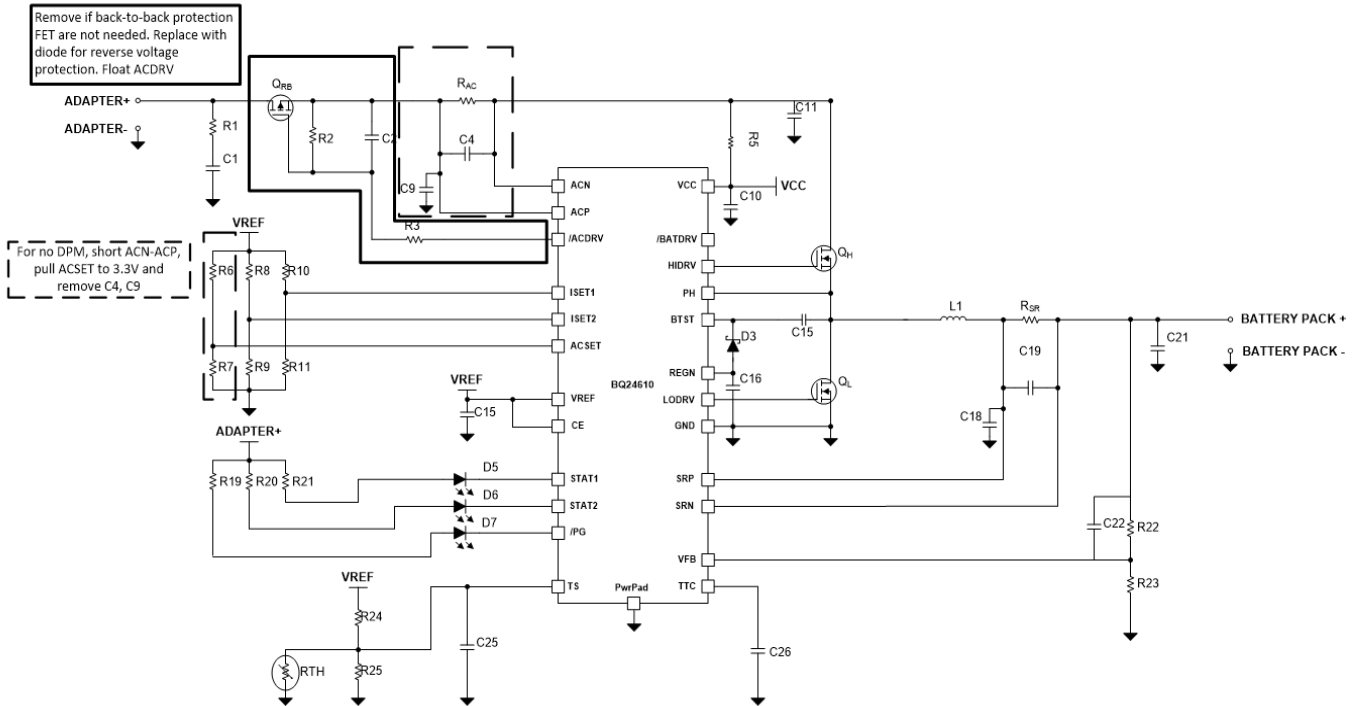 Remove if back-to-back protection
FET are not needed. Replace with
diode for reverse voltage
protection. Float ACDRV
ADAPTER+
ADAPTER-
R1
C1
QRB
R2
C2
RAC
C4
C9
R3
C11
R5
VCC
C10
VREF
For no DPM, short ACN-ACP,
pull ACSET to 3.3V and
remove C4, C9
R6
R8
R10
R7
R9
R11
ACN
ACP
/ACDRV
ISET1
ISET2
ACSET
VREF
CE
STAT1
STAT2
/PG
TS
BQ24610
PwrPad
VCC
/BATDRV
HIDRV
PH
BTST
REGN
LODRV
GND
SRP
SRN
VFB
TTC
QH
C15
D3
C16
QL
L1
RSR
C19
C18
C21
BATTERY PACK +
BATTERY PACK -
VREF
C15
ADAPTER+
R19
R20
R21
D5
D6
D7
C22
R22
R23
VREF
R24
R25
RTH
C25
C26